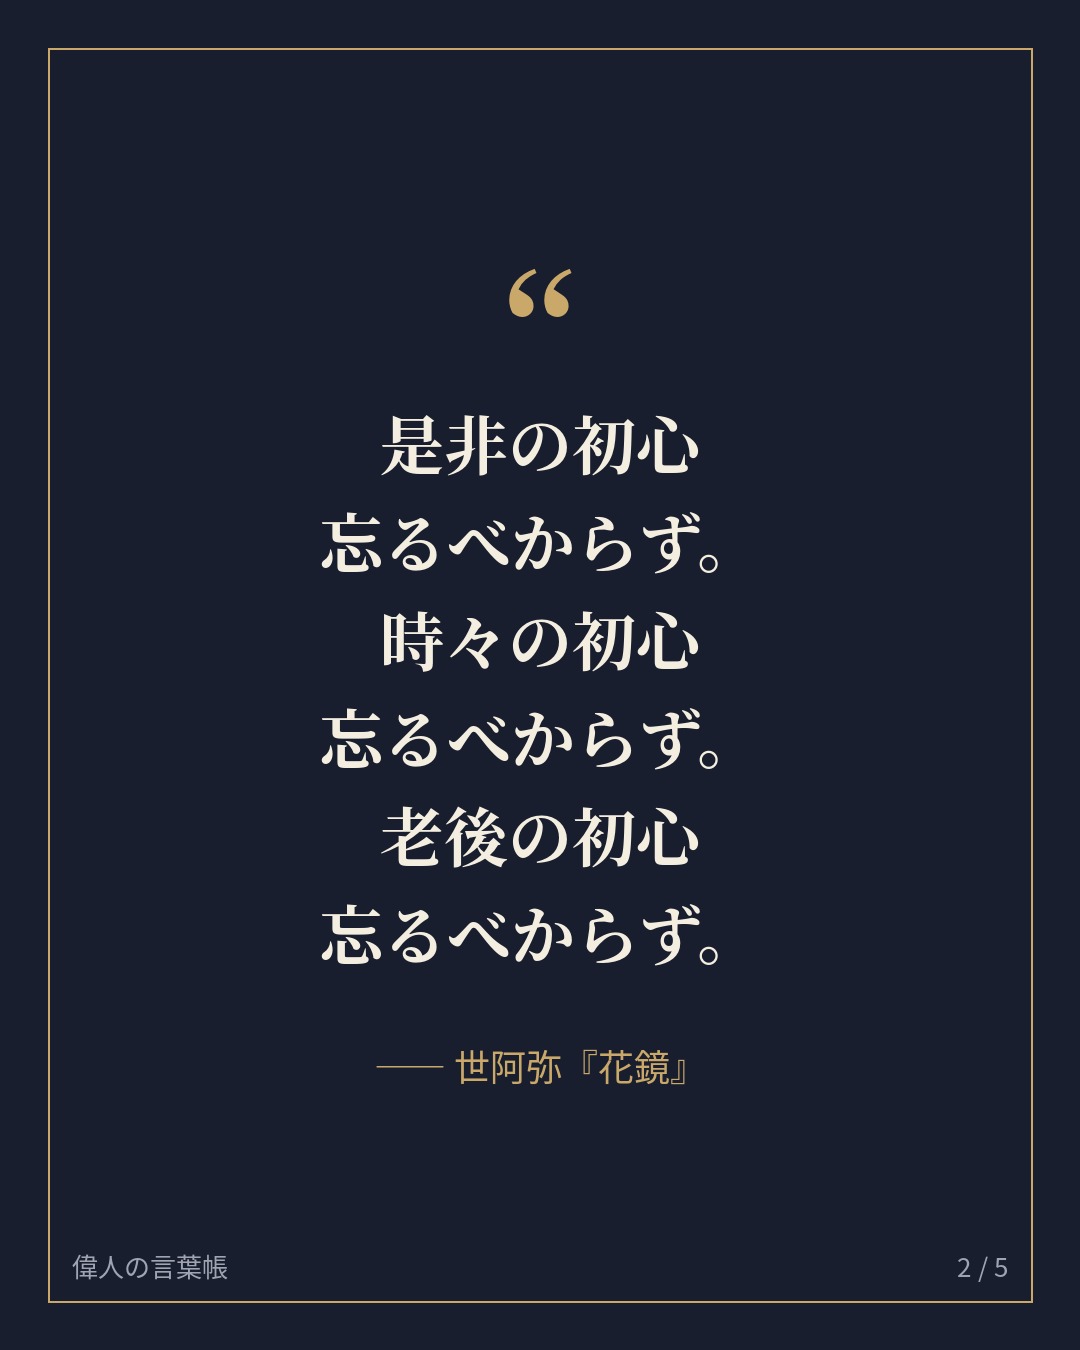 “
是非の初心
忘るべからず。
時々の初心
忘るべからず。
老後の初心
忘るべからず。
── 世阿弥『花鏡』
偉人の言葉帳
2 / 5